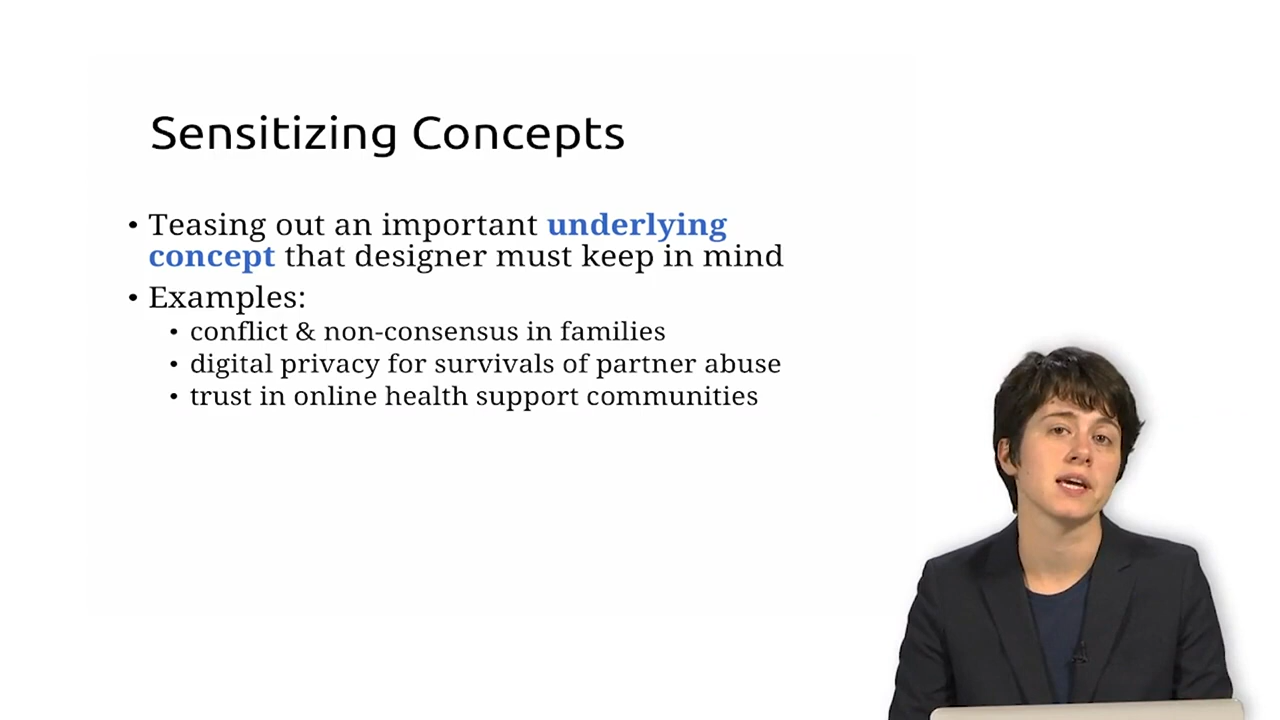 Sensitizing Concepts
• Teasing out an important underlying
concept that designer must keep in mind
• Examples:
• conflict & non-consensus in families
• digital privacy for survivals of partner abuse
• trust in online health support communities